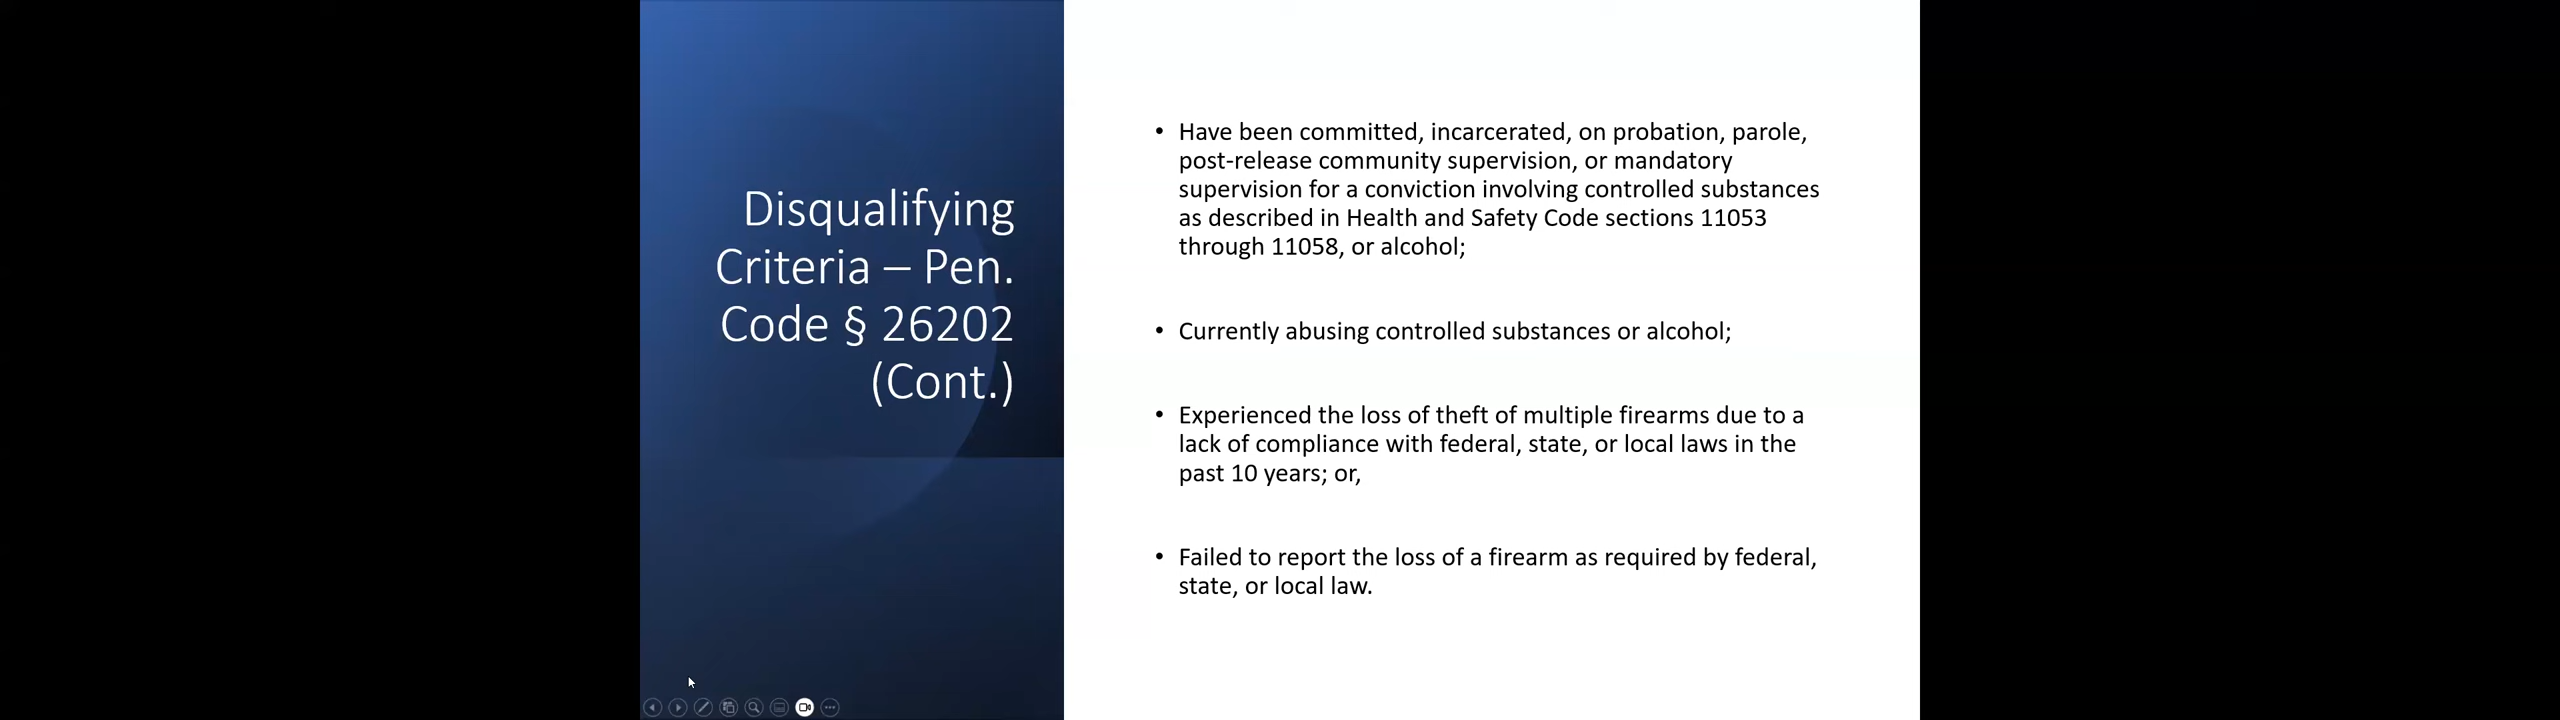 Disqualifying
Criteria – Pen.
Code § 26202
(Cont.)
• Have been committed, incarcerated, on probation, parole,
post-release community supervision, or mandatory
supervision for a conviction involving controlled substances
as described in Health and Safety Code sections 11053
through 11058, or alcohol;
• Currently abusing controlled substances or alcohol;
• Experienced the loss of theft of multiple firearms due to a
lack of compliance with federal, state, or local laws in the
past 10 years; or,
• Failed to report the loss of a firearm as required by federal,
state, or local law.